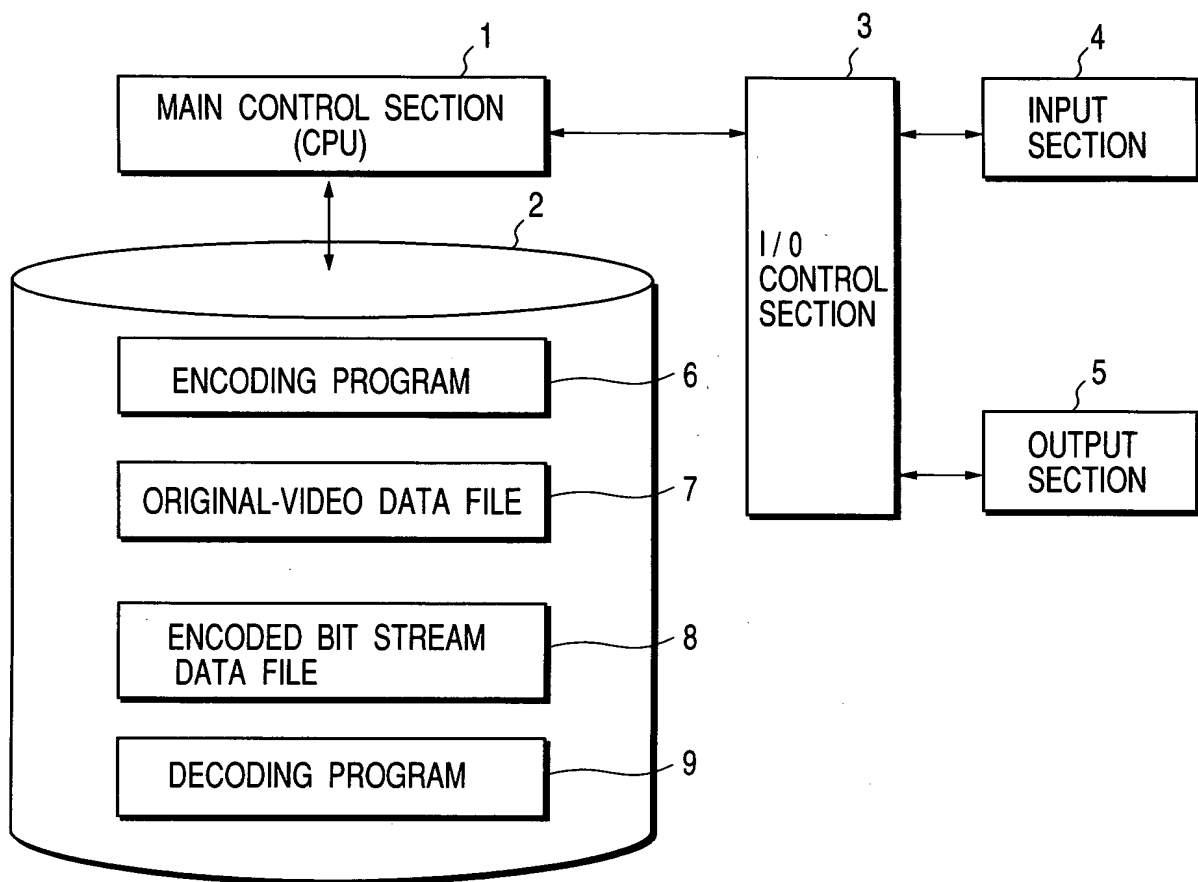 1
MAIN CONTROL SECTION
(CPU)
2
3
I/O
CONTROL
SECTION
4
INPUT
SECTION
5
OUTPUT
SECTION
ENCODING PROGRAM
6
ORIGINAL-VIDEO DATA FILE
7
ENCODED BIT STREAM
DATA FILE
8
DECODING PROGRAM
9